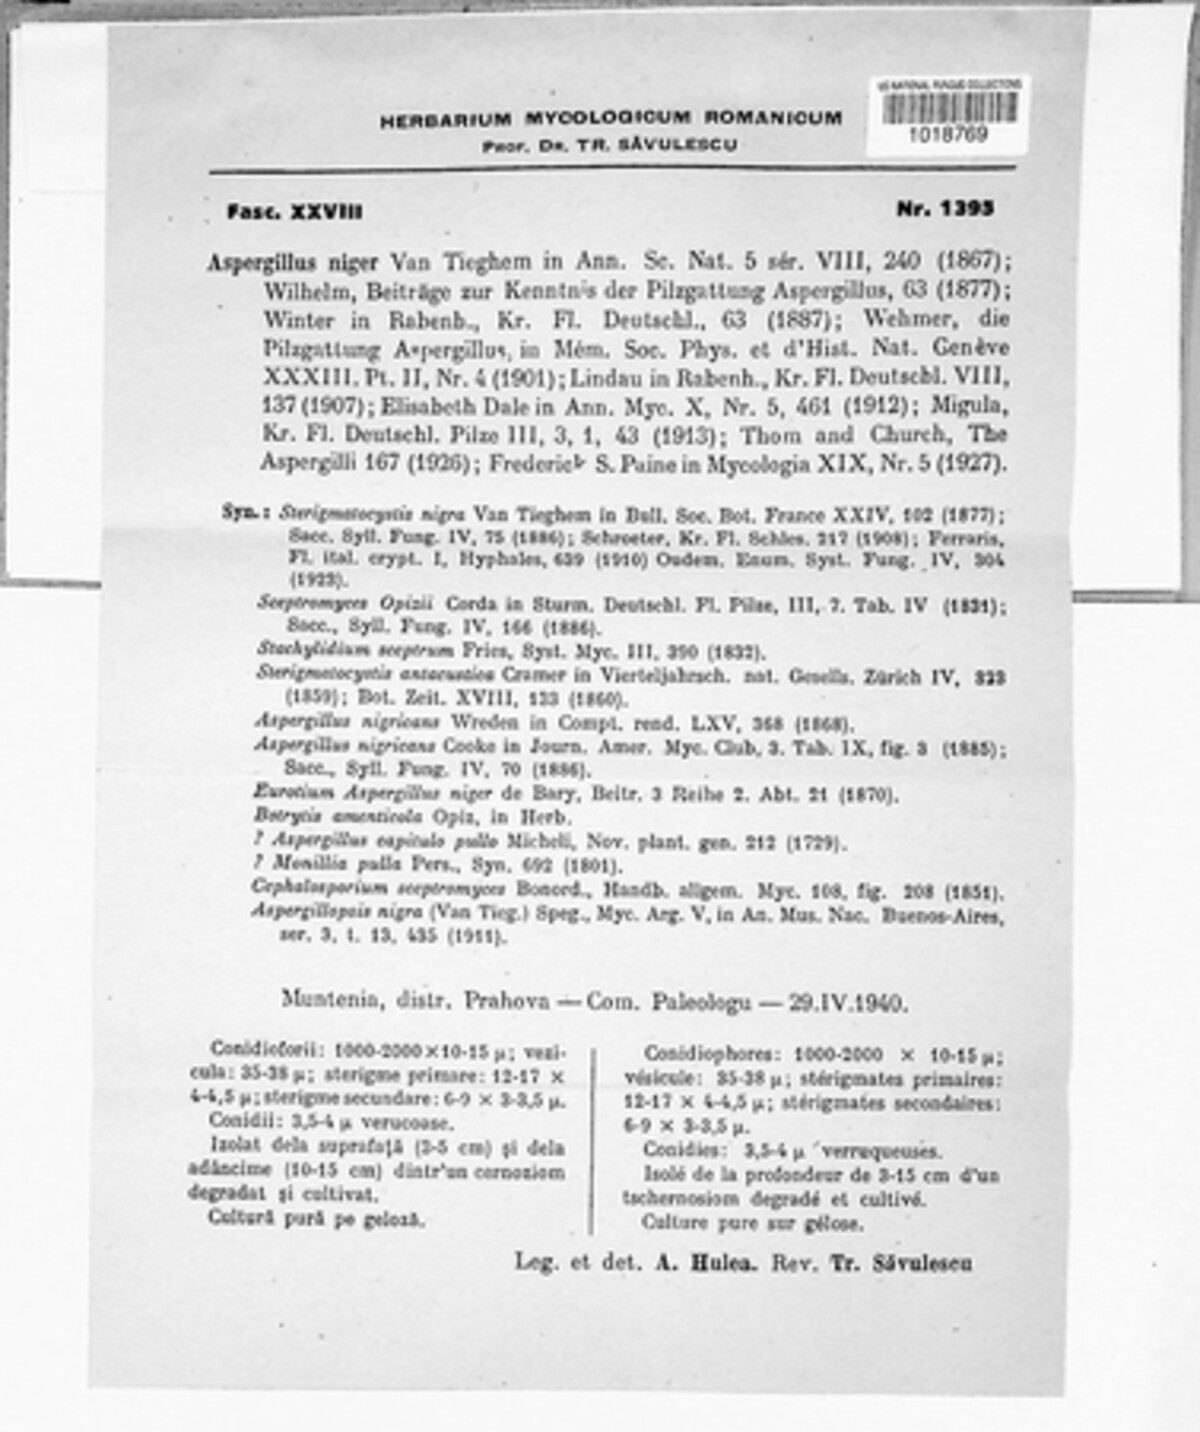 US NATIONAL FUNGUS COLLECTIONS
1018769
HERBARIUM MYCOLOGICUM ROMANICUM
PROF. DR. TR. SĂVULESCU
Fasc. XXVIII
Nr. 1395
Aspergillus niger Van Tieghem in Ann. Sc. Nat. 5 sér. VIII, 240 (1867);
Wilhelm, Beiträge zur Kenntnis der Pilzgattung Aspergillus, 63 (1877);
Winter in Rabenh., Kr. Fl. Deutschl., 63 (1887); Wehmer, die
Pilzgattung Aspergillus, in Mém. Soc. Phys. et d'Hist. Nat. Genève
XXXIII. Pt. II, Nr. 4 (1901); Lindau in Rabenh., Kr. Fl. Deutschl. VIII,
137 (1907); Elisabeth Dale in Ann. Myc. X, Nr. 5, 461 (1912); Migula,
Kr. Fl. Deutschl. Pilze III, 3, 1, 43 (1913); Thom and Church, The
Aspergilli 167 (1926); Frederick S. Paine in Mycologia XIX, Nr. 5 (1927).
Syn.: Sterigmatocystis nigra Van Tieghem in Bull. Soc. Bot. France XXIV, 102 (1877);
Sacc. Syll. Fung. IV, 75 (1886); Schroeter, Kr. Fl. Schles. 217 (1908); Ferraris,
Fl. ital. crypt. I, Hyphales, 639 (1910) Oudem. Enum. Syst. Fung. IV, 304
(1923).
Sceptromyces Opizii Corda in Sturm. Deutschl. Fl. Pilze, III, 7. Tab. IV (1831);
Sacc., Syll. Fung. IV, 166 (1886).
Stachylidium sceptrum Fries, Syst. Myc. III, 390 (1832).
Sterigmatocystis antacustica Cramer in Vierteljahrsch. nat. Gesells. Zürich IV, 323
(1859); Bot. Zeit. XVIII, 133 (1860).
Aspergillus nigricans Wreden in Compt. rend. LXV, 368 (1868).
Aspergillus nigricans Cooke in Journ. Amer. Myc. Club, 3. Tab. IX, fig. 3 (1885);
Sacc., Syll. Fung. IV, 70 (1886).
Eurotium Aspergillus niger de Bary, Beitr. 3 Reihe 2. Abt. 21 (1870).
Botrytis amenticola Opiz, in Herb.
? Aspergillus capitulo pullo Micheli, Nov. plant. gen. 212 (1729).
? Monillia pulla Pers., Syn. 692 (1801).
Cephalosporium sceptromyces Bonord., Handb. allgem. Myc. 108, fig. 208 (1851).
Aspergillopsis nigra (Van Tieg.) Speg., Myc. Arg. V, in An. Mus. Nac. Buenos-Aires,
ser. 3, t. 13, 435 (1911).
Muntenia, distr. Prahova — Com. Paleologu — 29.IV.1940.
Conidioforii: 1000-2000 × 10-15 µ; vezi-
cula: 35-38 µ; sterigme primare: 12-17 ×
4-4,5 µ; sterigme secundare: 6-9 × 3-3,5 µ.
Conidii: 3,5-4 µ verucoase.
Izolat dela suprafaţă (3-5 cm) şi dela
adâncime (10-15 cm) dintr'un cernoziom
degradat şi cultivat.
Cultură pură pe geloză.
Conidiophores: 1000-2000 × 10-15 µ;
vésicule: 35-38 µ; stérigmates primaires:
12-17 × 4-4,5 µ; stérigmates secondaires:
6-9 × 3-3,5 µ.
Conidies: 3,5-4 µ verruqueuses.
Isolé de la profondeur de 3-15 cm d'un
tschernosiom degradé et cultivé.
Culture pure sur gélose.
Leg. et det. A. Hulea. Rev. Tr. Săvulescu